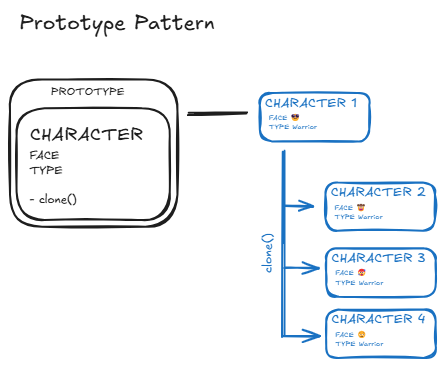 Prototype Pattern
PROTOTYPE
CHARACTER
FACE
TYPE
- clone()
CHARACTER 1
FACE 😎
TYPE Warrior
clone()
CHARACTER 2
FACE
TYPE Warrior
CHARACTER 3
FACE
TYPE Warrior
CHARACTER 4
FACE
TYPE Warrior